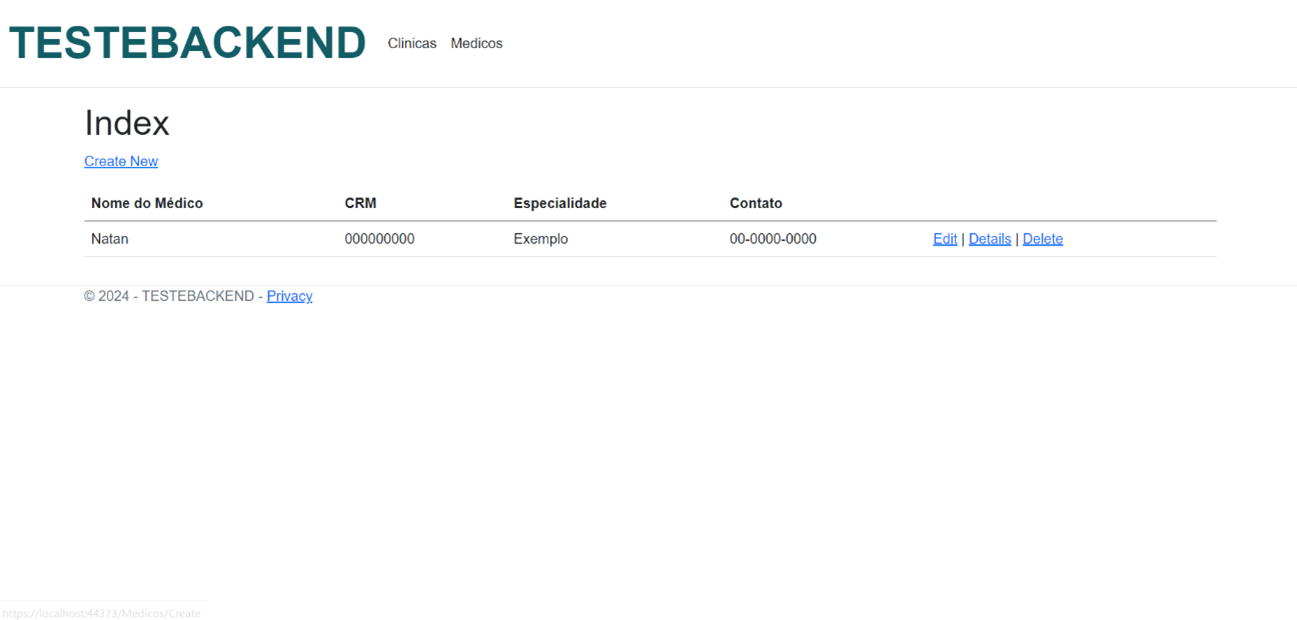 TESTEBACKEND Clinicas Medicos
Index
Create New
Nome do Médico CRM Especialidade Contato
Natan 000000000 Exemplo 00-0000-0000 Edit | Details | Delete
© 2024 - TESTEBACKEND - Privacy
https://localhost:44373/Medicos/Create